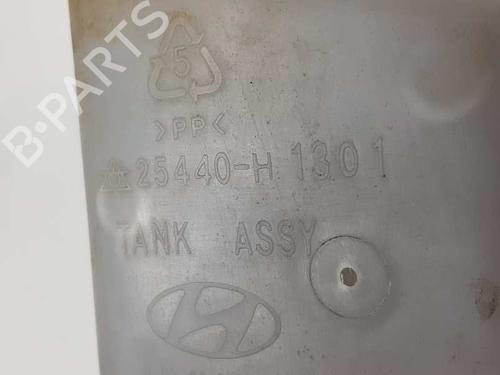 5
>PP<
25440-H 1301
TANK ASSY
B-PARTS